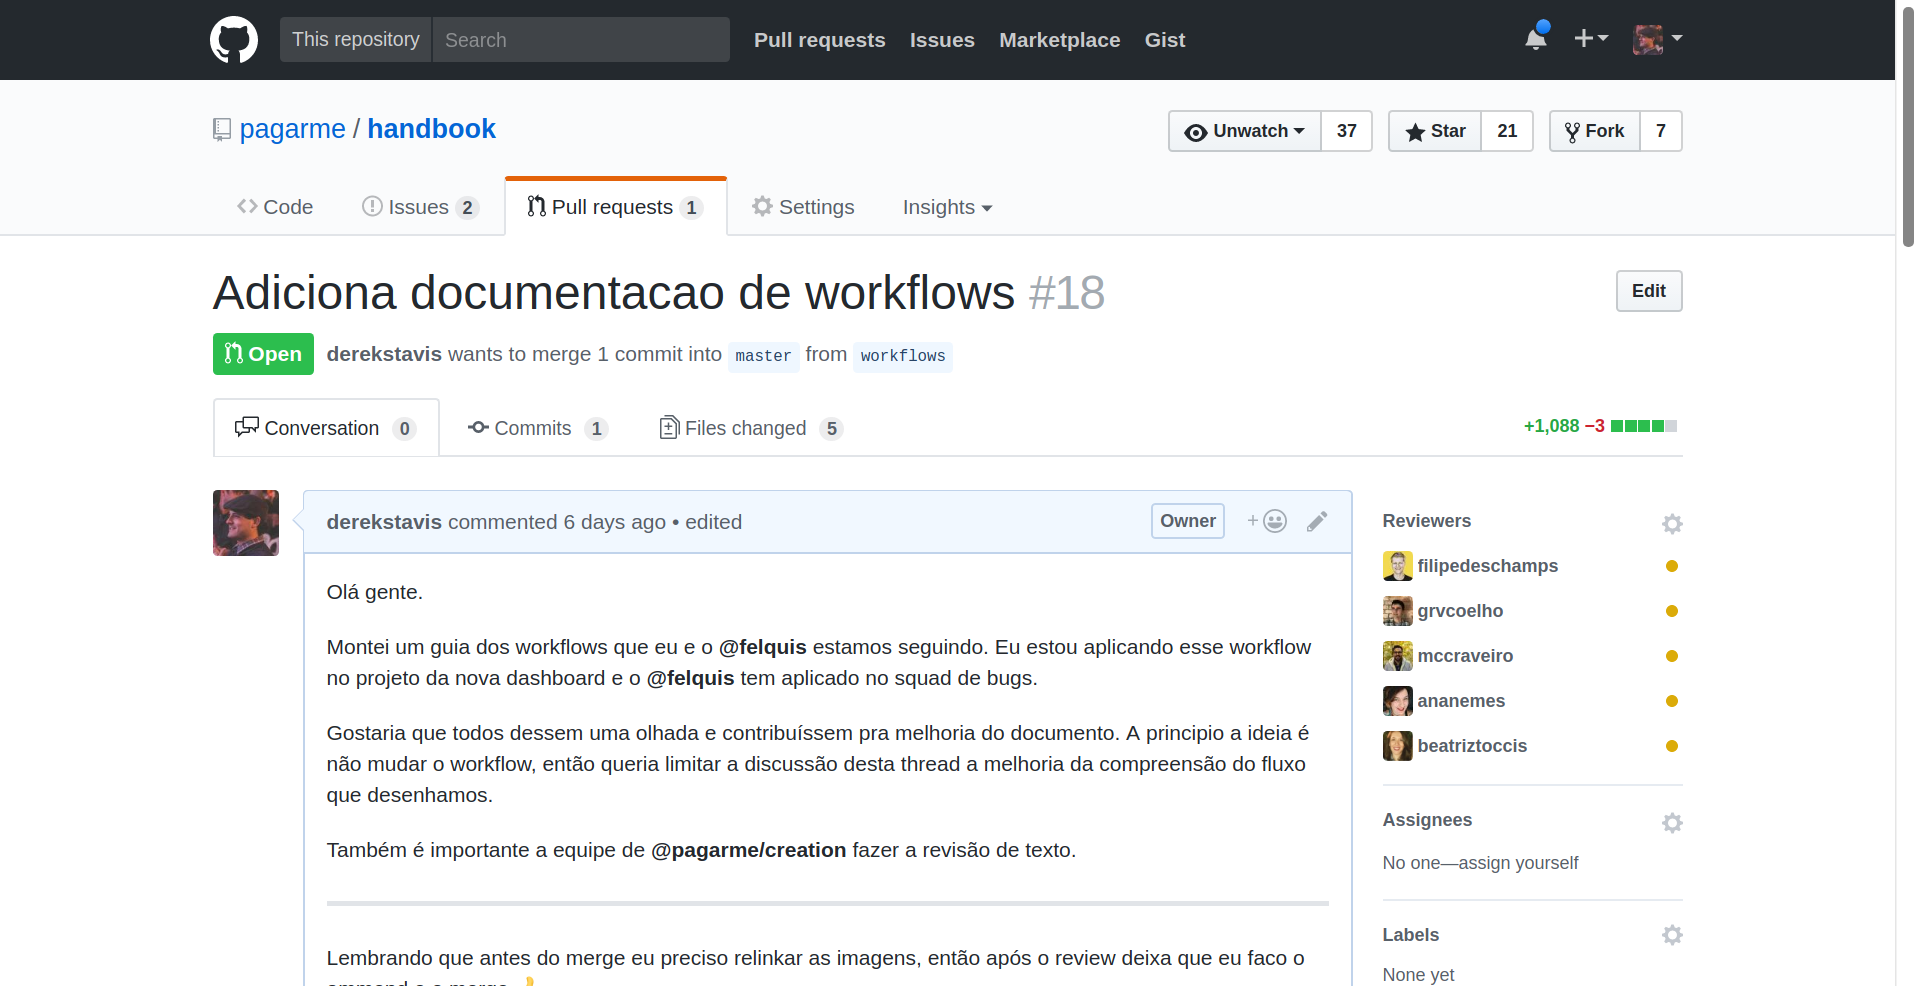 This repository Search Pull requests Issues Marketplace Gist
pagarme / handbook
Unwatch 37 Star 21 Fork 7
Code Issues 2 Pull requests 1 Settings Insights
Adiciona documentacao de workflows #18
Edit
Open derekstavis wants to merge 1 commit into master from workflows
Conversation 0 Commits 1 Files changed 5
+1,088 −3
derekstavis commented 6 days ago • edited
Owner
Olá gente.
Montei um guia dos workflows que eu e o @felquis estamos seguindo. Eu estou aplicando esse workflow
no projeto da nova dashboard e o @felquis tem aplicado no squad de bugs.
Gostaria que todos dessem uma olhada e contribuíssem pra melhoria do documento. A principio a ideia é
não mudar o workflow, então queria limitar a discussão desta thread a melhoria da compreensão do fluxo
que desenhamos.
Também é importante a equipe de @pagarme/creation fazer a revisão de texto.
Lembrando que antes do merge eu preciso relinkar as imagens, então após o review deixa que eu faco o
Reviewers
filipedeschamps
grvcoelho
mccraveiro
ananemes
beatriztoccis
Assignees
No one—assign yourself
Labels
None yet